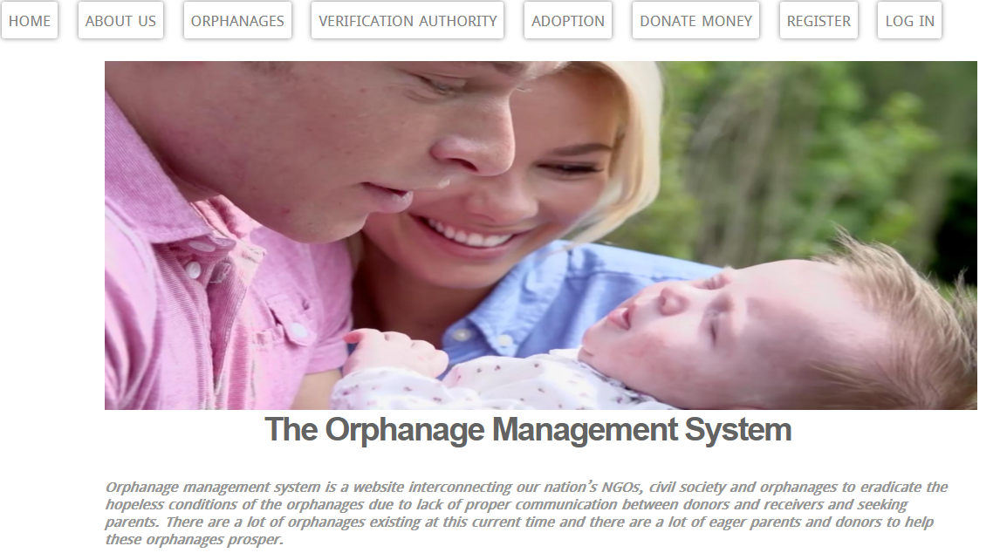 HOME ABOUT US ORPHANAGES VERIFICATION AUTHORITY ADOPTION DONATE MONEY REGISTER LOG IN
The Orphanage Management System
Orphanage management system is a website interconnecting our nation's NGOs, civil society and orphanages to eradicate the
hopeless conditions of the orphanages due to lack of proper communication between donors and receivers and seeking
parents. There are a lot of orphanages existing at this current time and there are a lot of eager parents and donors to help
these orphanages prosper.